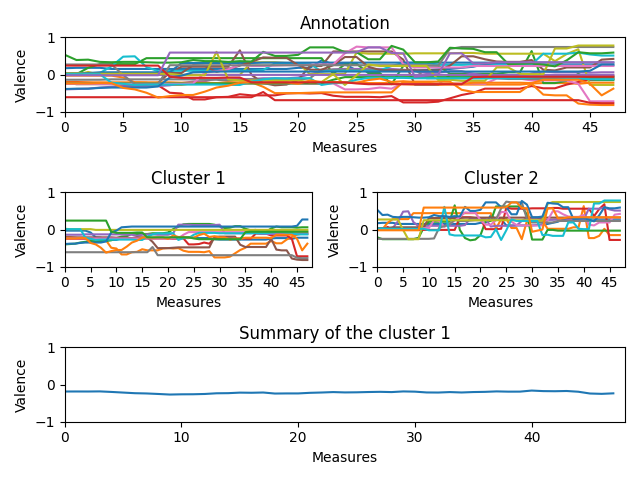 Annotation
Valence
1
0
−1
0 5 10 15 20 25 30 35 40 45
Measures
Cluster 1
Valence
1
0
−1
0 5 10 15 20 25 30 35 40 45
Measures
Cluster 2
Valence
1
0
−1
0 5 10 15 20 25 30 35 40 45
Measures
Summary of the cluster 1
Valence
1
0
−1
0 10 20 30 40
Measures